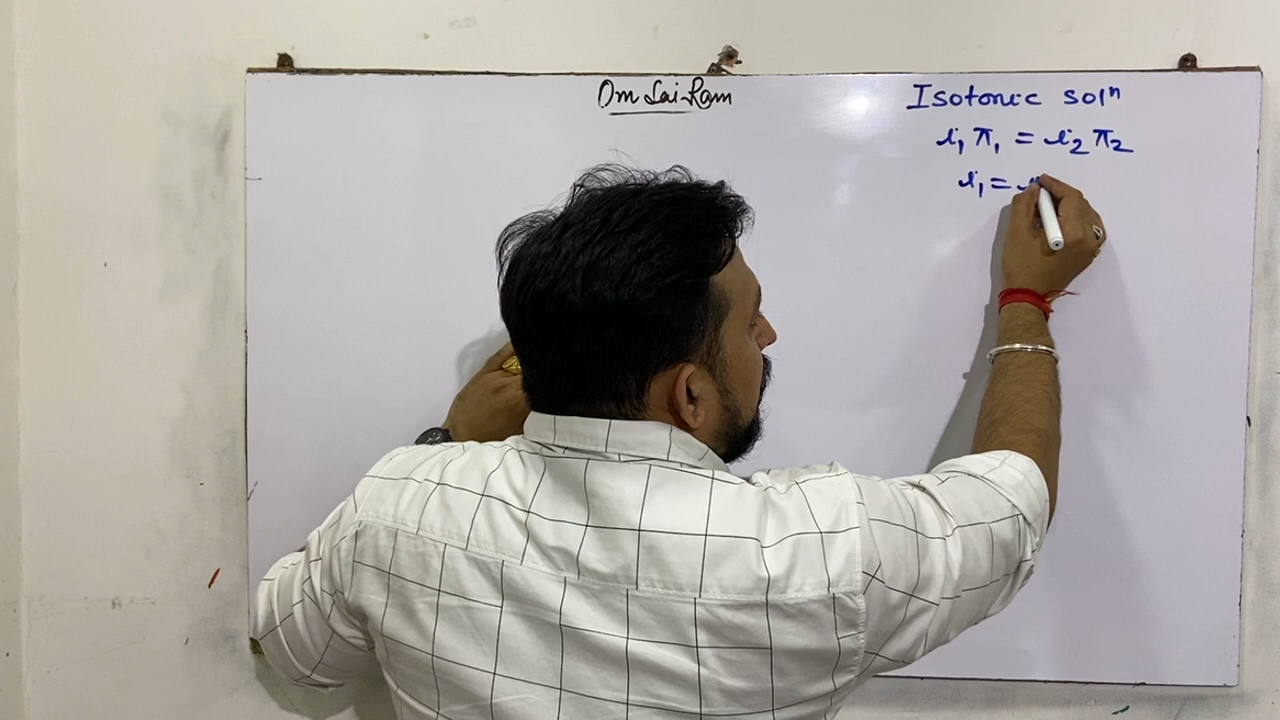 Om Sai Ram
Isotonic solⁿ
i₁ π₁ = i₂ π₂
i₁ =